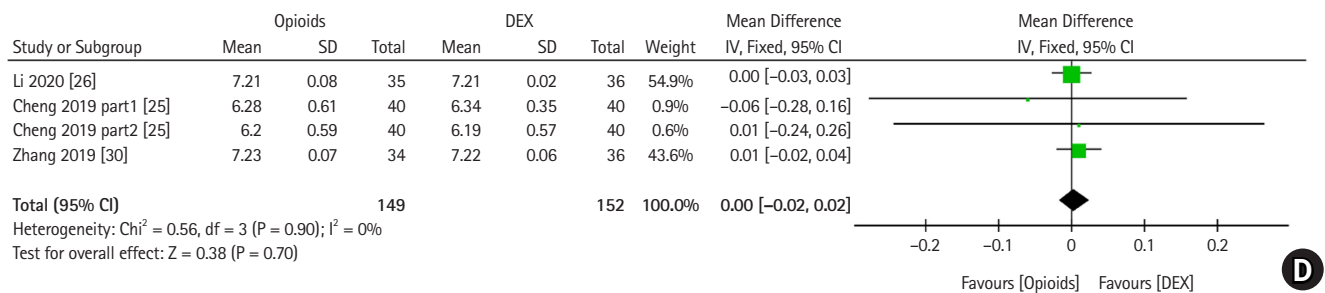 Opioids DEX Mean Difference Mean Difference
Study or Subgroup Mean SD Total Mean SD Total Weight IV, Fixed, 95% CI IV, Fixed, 95% CI
Li 2020 [26] 7.21 0.08 35 7.21 0.02 36 54.9% 0.00 [−0.03, 0.03]
Cheng 2019 part1 [25] 6.28 0.61 40 6.34 0.35 40 0.9% −0.06 [−0.28, 0.16]
Cheng 2019 part2 [25] 6.2 0.59 40 6.19 0.57 40 0.6% 0.01 [−0.24, 0.26]
Zhang 2019 [30] 7.23 0.07 34 7.22 0.06 36 43.6% 0.01 [−0.02, 0.04]
Total (95% CI) 149 152 100.0% 0.00 [−0.02, 0.02]
Heterogeneity: Chi² = 0.56, df = 3 (P = 0.90); I² = 0%
Test for overall effect: Z = 0.38 (P = 0.70)
−0.2 −0.1 0 0.1 0.2
Favours [Opioids] Favours [DEX]
D